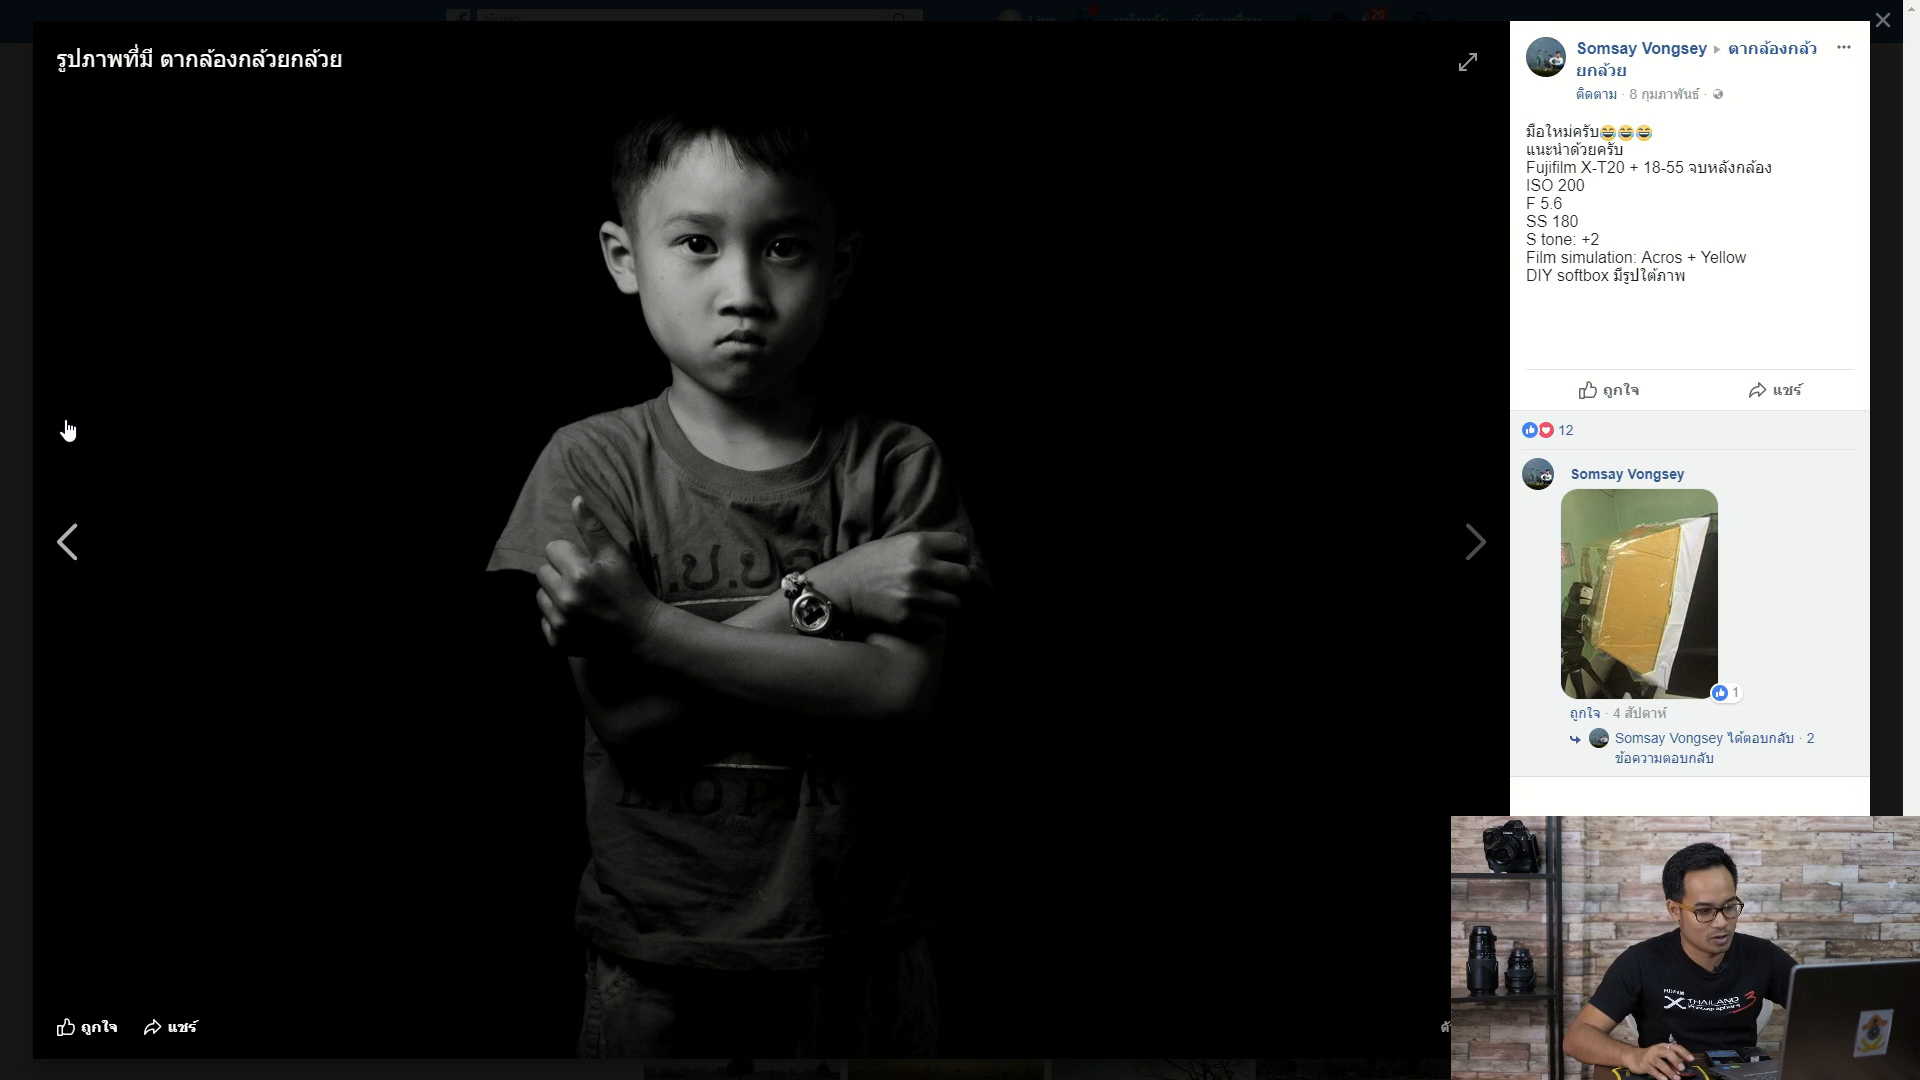 รูปภาพที่มี ตากล้องกล้วยกล้วย
Somsay Vongsey ▸ ตากล้องกล้ว
ยกล้วย
ติดตาม · 8 กุมภาพันธ์ ·
มือใหม่ครับ😂😂😂
แนะนำด้วยครับ
Fujifilm X-T20 + 18-55 จบหลังกล้อง
ISO 200
F 5.6
SS 180
S tone: +2
Film simulation: Acros + Yellow
DIY softbox มีรูปใต้ภาพ
ถูกใจ
แชร์
12
Somsay Vongsey
1
ถูกใจ · 4 สัปดาห์
Somsay Vongsey ได้ตอบกลับ · 2
ข้อความตอบกลับ
ถูกใจ
แชร์
20
X THAILAND 3